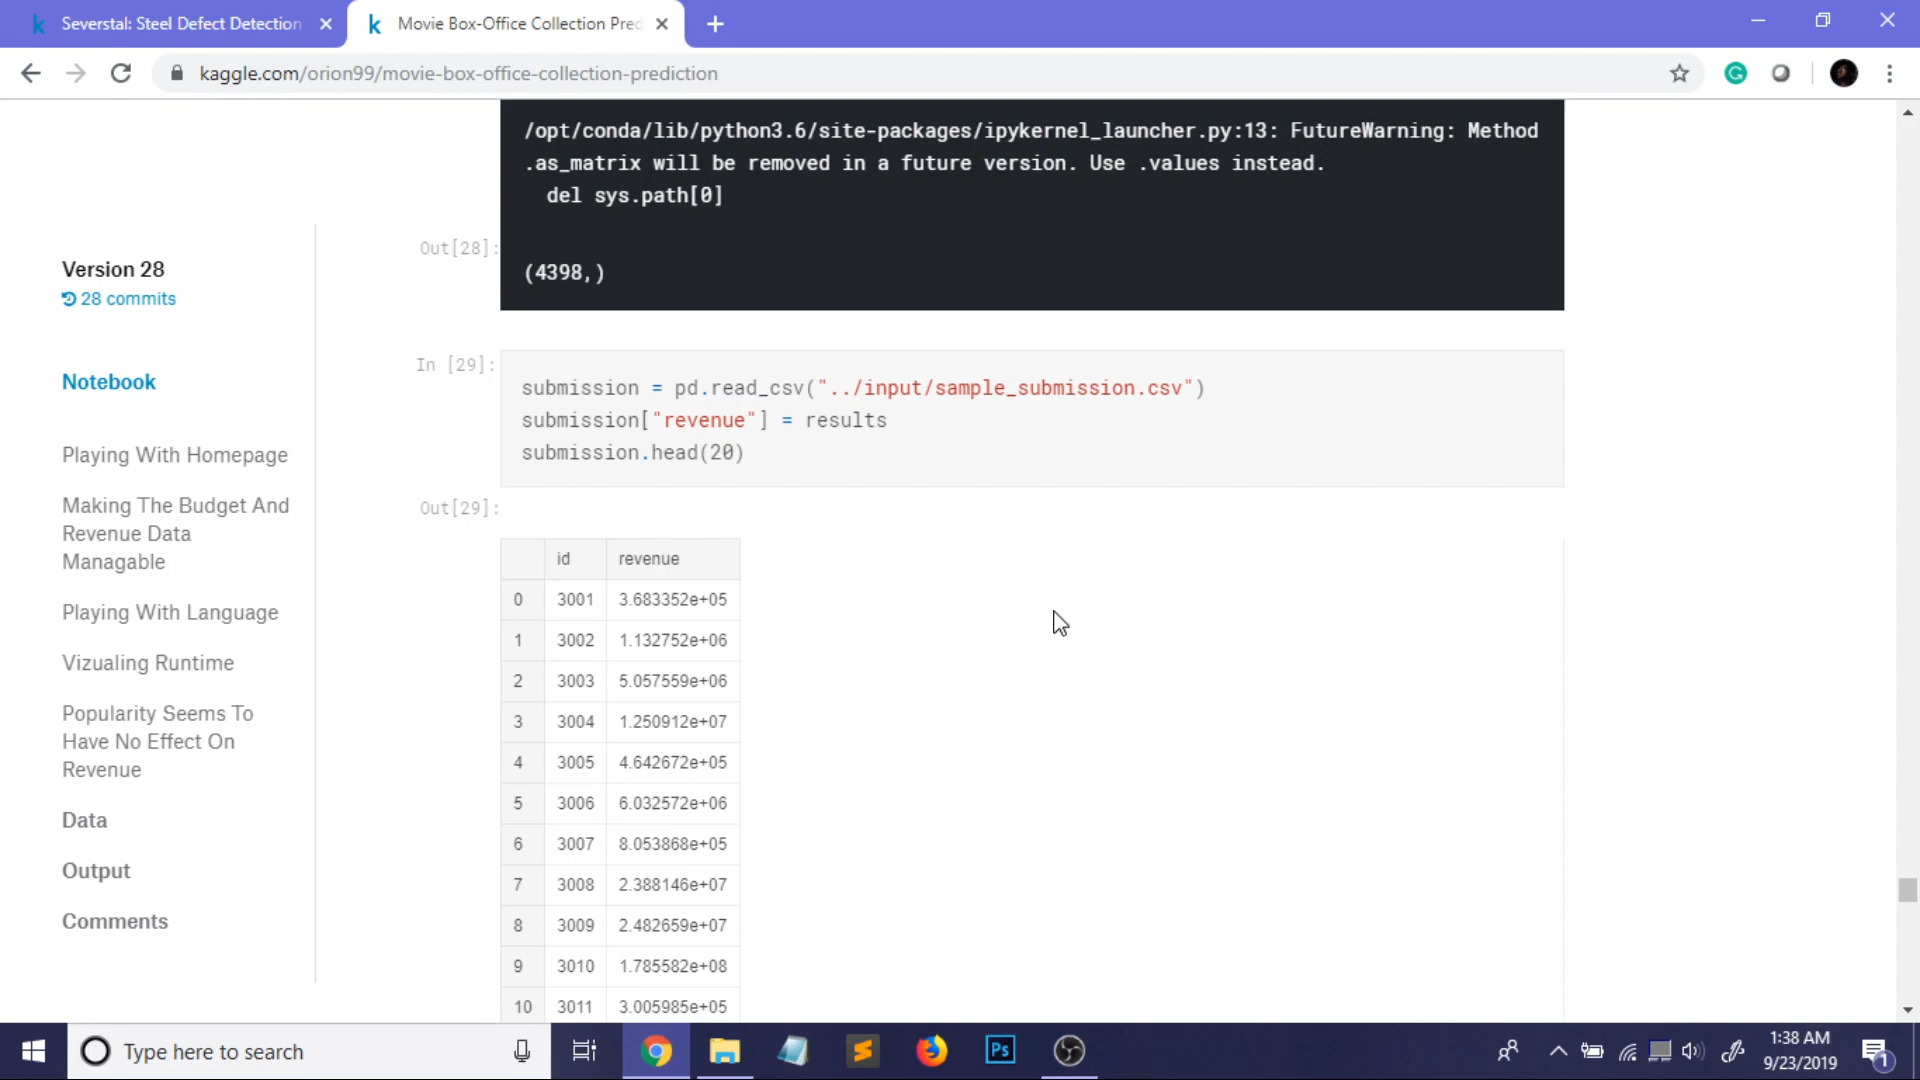 Severstal: Steel Defect Detection
Movie Box-Office Collection Pred
kaggle.com/orion99/movie-box-office-collection-prediction
/opt/conda/lib/python3.6/site-packages/ipykernel_launcher.py:13: FutureWarning: Method
.as_matrix will be removed in a future version. Use .values instead.
del sys.path[0]
Out[28]:
(4398,)
Version 28
28 commits
Notebook
Playing With Homepage
Making The Budget And
Revenue Data
Managable
Playing With Language
Vizualing Runtime
Popularity Seems To
Have No Effect On
Revenue
Data
Output
Comments
In [29]:
submission = pd.read_csv("../input/sample_submission.csv")
submission["revenue"] = results
submission.head(20)
Out[29]:
id revenue
0 3001 3.683352e+05
1 3002 1.132752e+06
2 3003 5.057559e+06
3 3004 1.250912e+07
4 3005 4.642672e+05
5 3006 6.032572e+06
6 3007 8.053868e+05
7 3008 2.388146e+07
8 3009 2.482659e+07
9 3010 1.785582e+08
10 3011 3.005985e+05
Type here to search
Ps
1:38 AM
9/23/2019
1